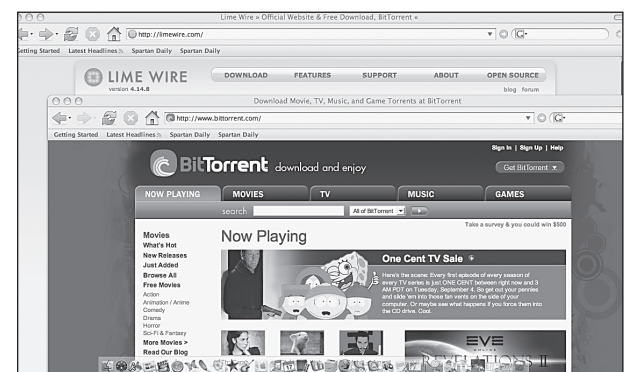 Lime Wire » Official Website & Free Download, BitTorrent «
http://limewire.com/
G
Getting Started Latest Headlines Spartan Daily Spartan Daily
LIME WIRE
version 4.14.8
DOWNLOAD FEATURES SUPPORT ABOUT OPEN SOURCE
blog forum
Download Movie, TV, Music, and Game Torrents at BitTorrent
http://www.bittorrent.com/
G
Getting Started Latest Headlines Spartan Daily Spartan Daily
Sign In | Sign Up | Help
BitTorrent download and enjoy
Get BitTorrent
NOW PLAYING MOVIES TV MUSIC GAMES
search All of BitTorrent
Take a survey & you could win $500
Movies
What's Hot
New Releases
Just Added
Browse All
Free Movies
Action
Animation / Anime
Comedy
Drama
Horror
Sci-Fi & Fantasy
More Movies >
Read Our Blog
Now Playing
One Cent TV Sale
Here's the scene: Every first episode of every season of
every TV series is just ONE CENT between right now and 3
AM PDT on Tuesday, September 4. So get out your pennies
and slide 'em into those fan vents on the side of your
computer. Or maybe see what happens if you force them into
the CD drive. Cool.
EVE
ONLINE
REVELATIONS II